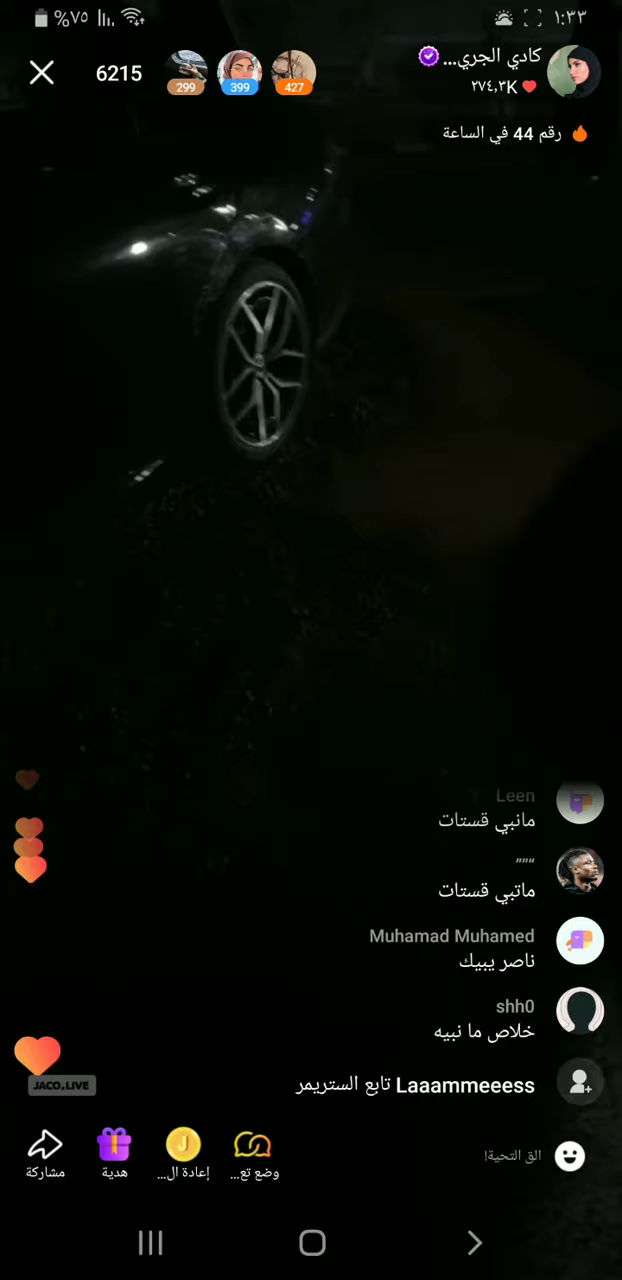 %٧٥ ١:٣٣
كادي الجري...
٢٧٤,٣K
6215
299
399
427
رقم 44 في الساعة
Leen
مانبي قستات
"""
ماتبي قستات
Muhamad Muhamed
ناصر يبيك
shh0
خلاص ما نبيه
Laaammeeess تابع الستريمر
JACO.LIVE
الق التحية!
وضع تع...
إعادة ال...
هدية
مشاركة